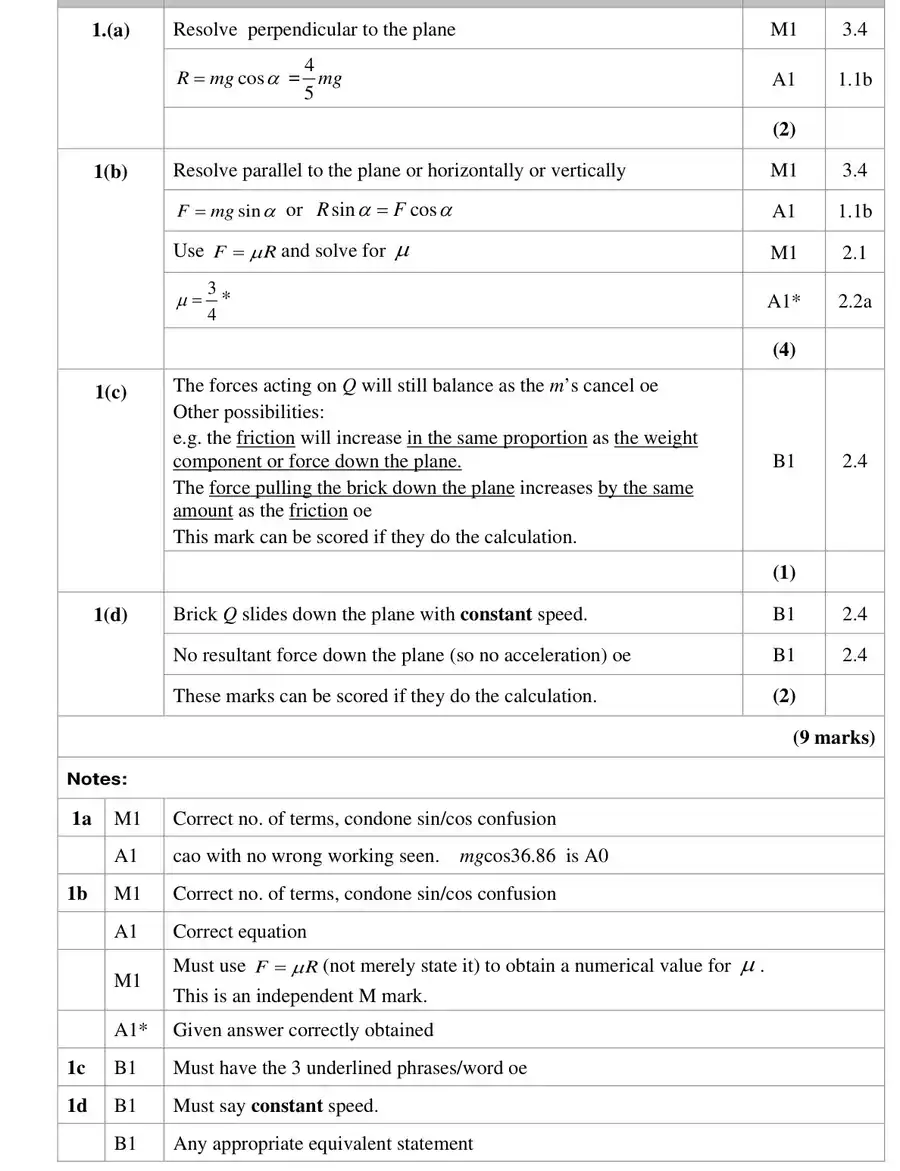 1.(a) Resolve perpendicular to the plane M1 3.4
R = mg cos α = 4/5 mg A1 1.1b
(2)
1(b) Resolve parallel to the plane or horizontally or vertically M1 3.4
F = mg sin α or R sin α = F cos α A1 1.1b
Use F = μR and solve for μ M1 2.1
μ = 3/4 * A1* 2.2a
(4)
1(c) The forces acting on Q will still balance as the m’s cancel oe
Other possibilities:
e.g. the friction will increase in the same proportion as the weight
component or force down the plane. B1 2.4
The force pulling the brick down the plane increases by the same
amount as the friction oe
This mark can be scored if they do the calculation.
(1)
1(d) Brick Q slides down the plane with constant speed. B1 2.4
No resultant force down the plane (so no acceleration) oe B1 2.4
These marks can be scored if they do the calculation. (2)
(9 marks)
Notes:
1a M1 Correct no. of terms, condone sin/cos confusion
A1 cao with no wrong working seen. mgcos36.86 is A0
1b M1 Correct no. of terms, condone sin/cos confusion
A1 Correct equation
M1 Must use F = μR (not merely state it) to obtain a numerical value for μ.
This is an independent M mark.
A1* Given answer correctly obtained
1c B1 Must have the 3 underlined phrases/word oe
1d B1 Must say constant speed.
B1 Any appropriate equivalent statement